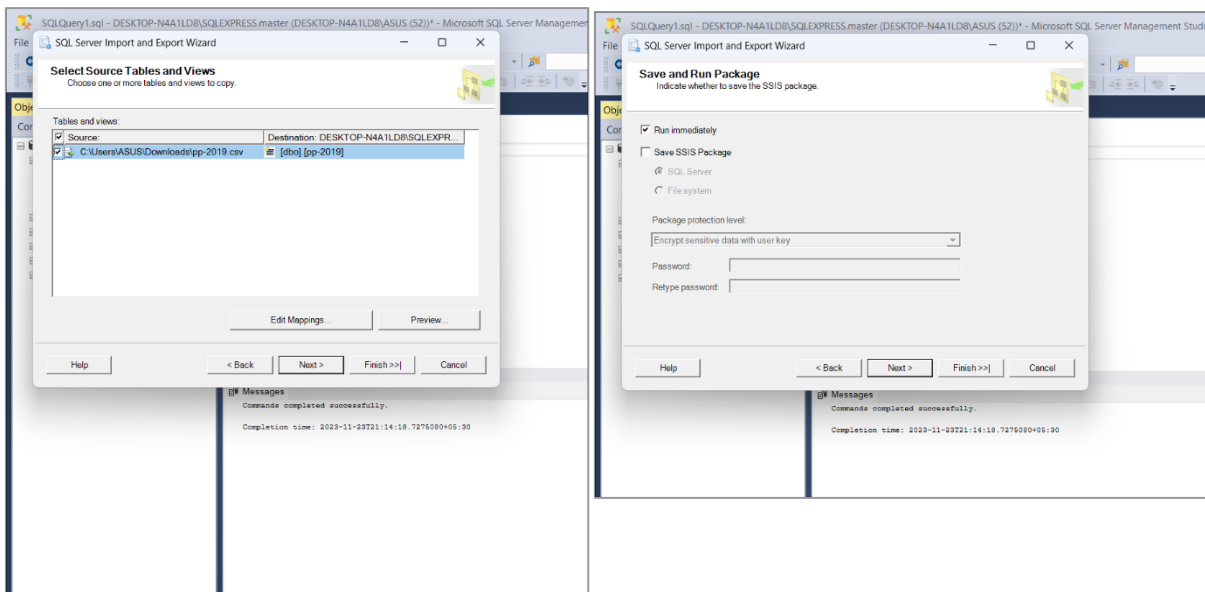 SQLQuery1.sql - DESKTOP-N4A1LD8\SQLEXPRESS.master (DESKTOP-N4A1LD8\ASUS (52))* - Microsoft SQL Server Managemer
File
SQL Server Import and Export Wizard
Select Source Tables and Views
Choose one or more tables and views to copy.
Obje
Cor
Tables and views:
Source:
Destination: DESKTOP-N4A1LD8\SQLEXPR...
C:\Users\ASUS\Downloads\pp-2019.csv
[dbo].[pp-2019]
Edit Mappings...
Preview...
Help
< Back
Next >
Finish >>|
Cancel
Messages
Commands completed successfully.
Completion time: 2023-11-23T21:14:18.7275080+05:30
SQLQuery1.sql - DESKTOP-N4A1LD8\SQLEXPRESS.master (DESKTOP-N4A1LD8\ASUS (52))* - Microsoft SQL Server Management Studi
File
SQL Server Import and Export Wizard
Save and Run Package
Indicate whether to save the SSIS package.
Obje
Cor
Run immediately
Save SSIS Package
SQL Server
File system
Package protection level:
Encrypt sensitive data with user key
Password:
Retype password:
Help
< Back
Next >
Finish >>|
Cancel
Messages
Commands completed successfully.
Completion time: 2023-11-23T21:14:18.7275080+05:30